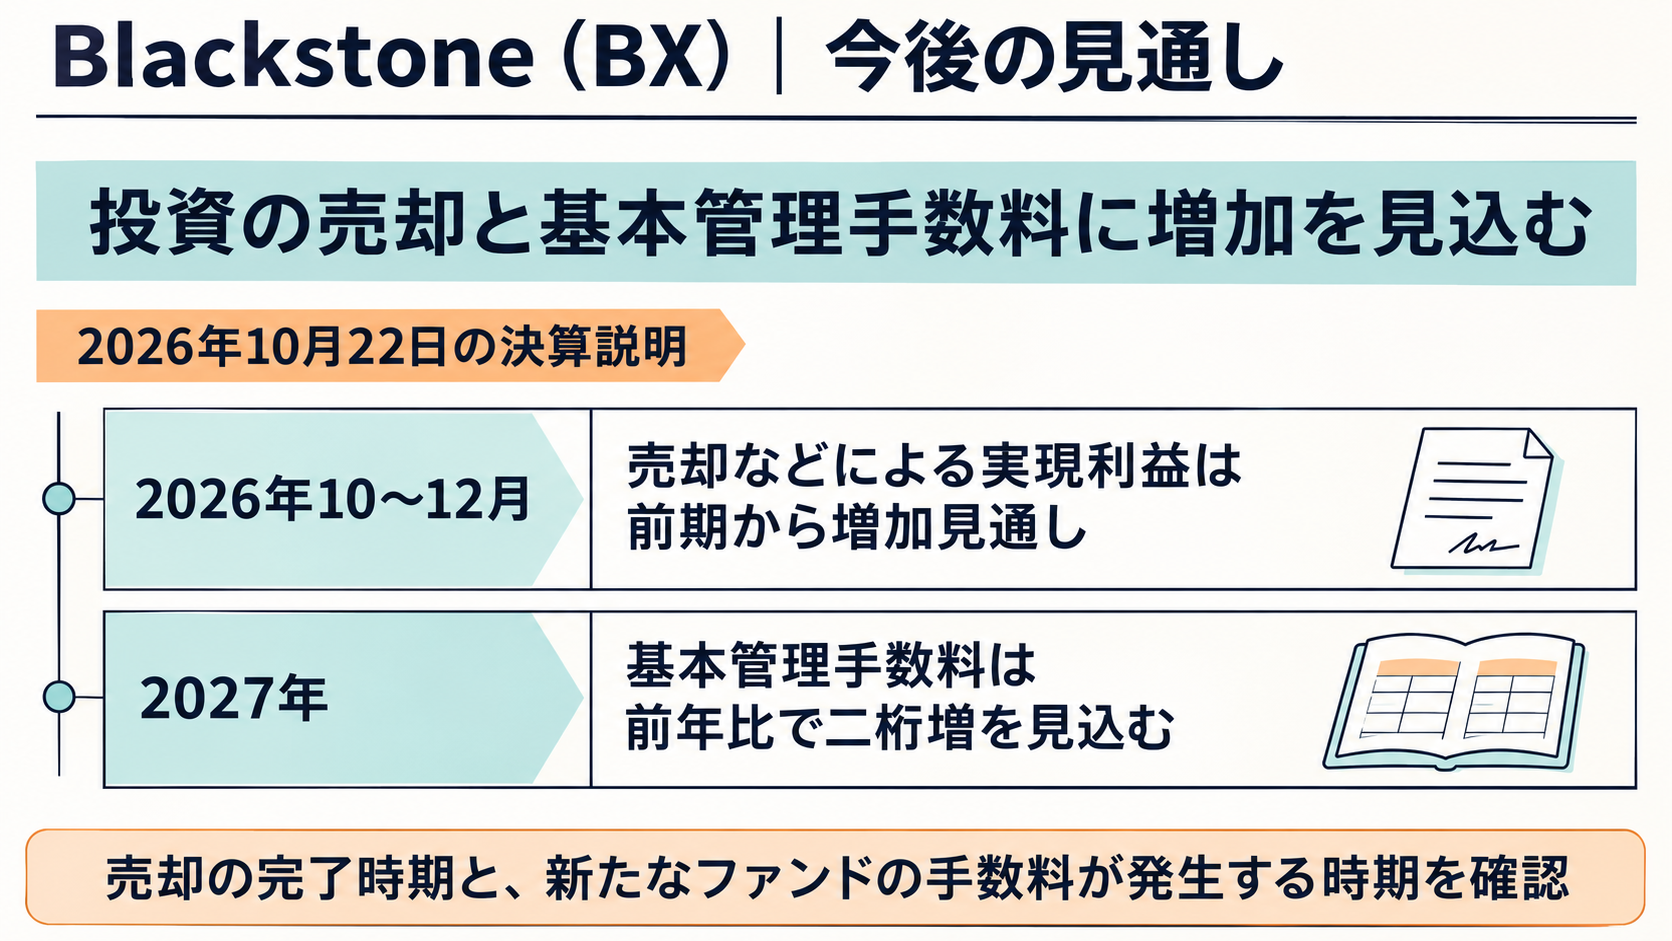 Blackstone（BX）｜今後の見通し
投資の売却と基本管理手数料に増加を見込む
2026年10月22日の決算説明
2026年10～12月
売却などによる実現利益は
前期から増加見通し
2027年
基本管理手数料は
前年比で二桁増を見込む
売却の完了時期と、新たなファンドの手数料が発生する時期を確認